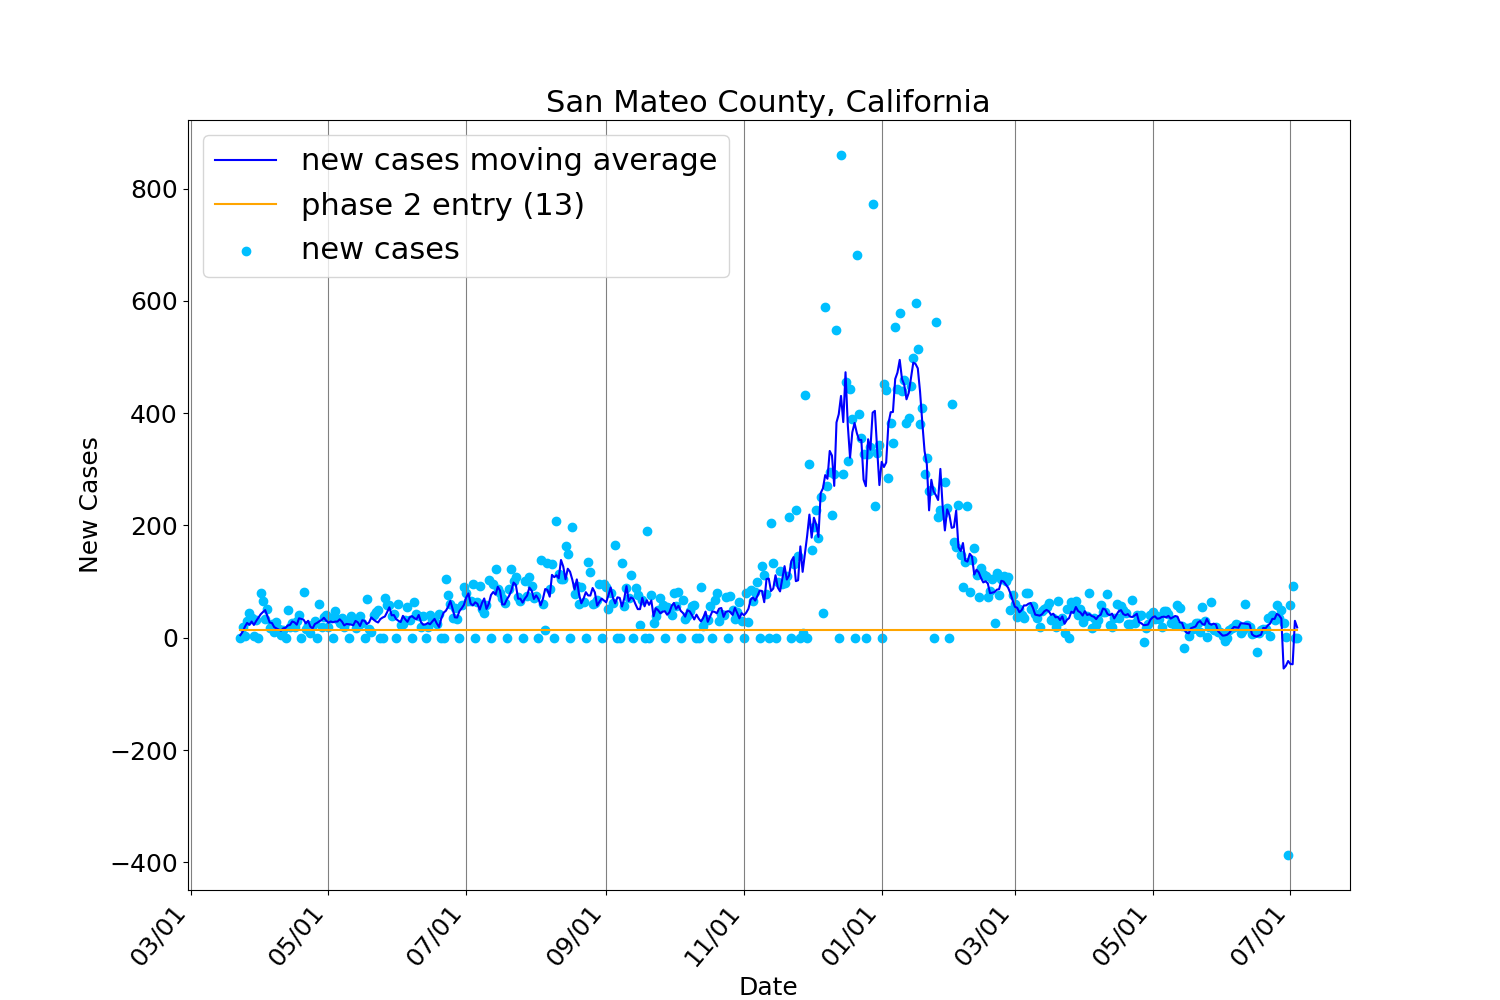 San Mateo County, California
new cases moving average
phase 2 entry (13)
new cases
800
600
400
200
0
−200
−400
New Cases
03/01
05/01
07/01
09/01
11/01
01/01
03/01
05/01
07/01
Date